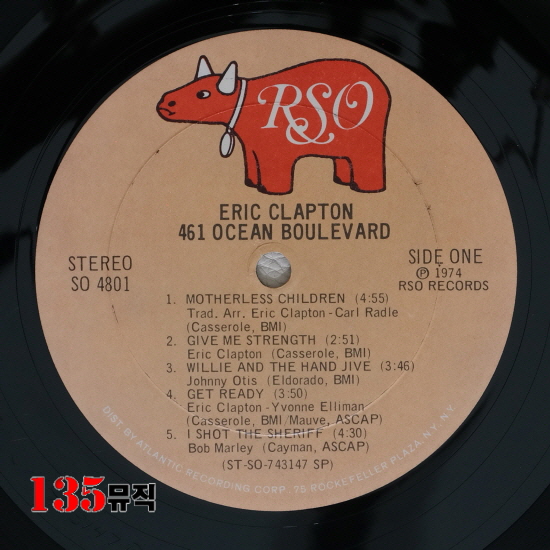 RSO
ERIC CLAPTON
461 OCEAN BOULEVARD
STEREO
SO 4801
SIDE ONE
℗ 1974
RSO RECORDS
1. MOTHERLESS CHILDREN (4:55)
Trad. Arr. Eric Clapton-Carl Radle
(Casserole, BMI)
2. GIVE ME STRENGTH (2:51)
Eric Clapton (Casserole, BMI)
3. WILLIE AND THE HAND JIVE (3:46)
Johnny Otis (Eldorado, BMI)
4. GET READY (3:50)
Eric Clapton-Yvonne Elliman
(Casserole, BMI/Mauve, ASCAP)
5. I SHOT THE SHERIFF (4:30)
Bob Marley (Cayman, ASCAP)
(ST-SO-743147 SP)
DIST. BY ATLANTIC RECORDING CORP., 75 ROCKEFELLER PLAZA, N.Y., N.Y.
135뮤직